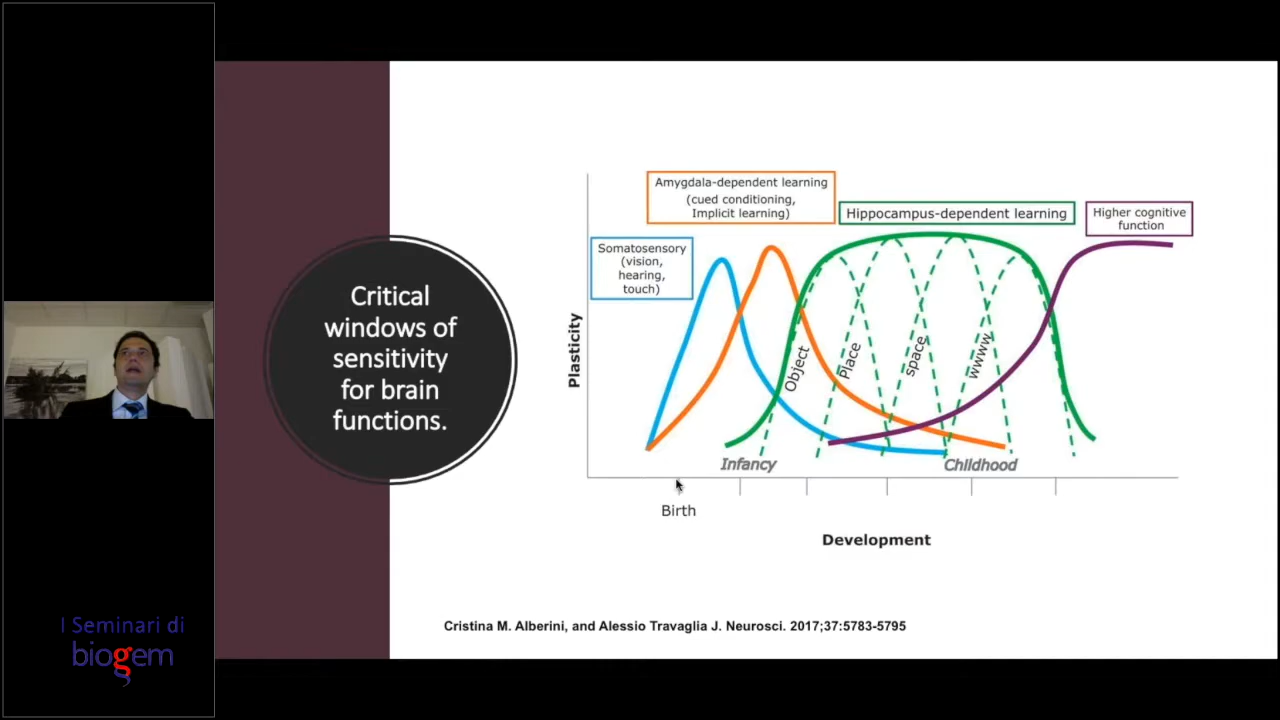 Critical
windows of
sensitivity
for brain
functions.
Amygdala-dependent learning
(cued conditioning,
Implicit learning)
Hippocampus-dependent learning
Higher cognitive
function
Somatosensory
(vision,
hearing,
touch)
Plasticity
Object
Place
space
wwww
Infancy
Childhood
Birth
Development
Cristina M. Alberini, and Alessio Travaglia J. Neurosci. 2017;37:5783-5795
I Seminari di
biogem